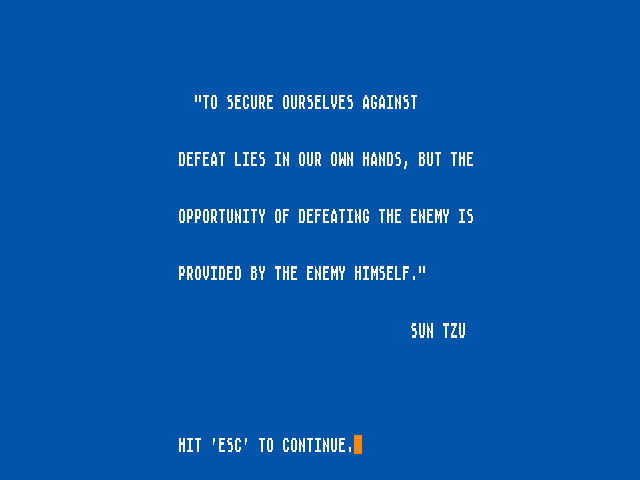 "TO SECURE OURSELVES AGAINST
DEFEAT LIES IN OUR OWN HANDS, BUT THE
OPPORTUNITY OF DEFEATING THE ENEMY IS
PROVIDED BY THE ENEMY HIMSELF."
SUN TZU
HIT 'ESC' TO CONTINUE.